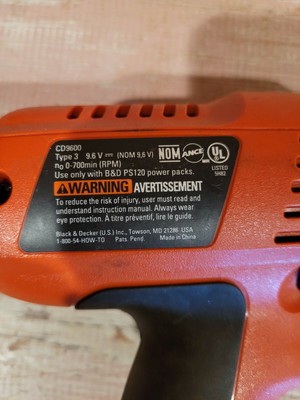 CD9600
Type 3 9.6 V ⎓ (NOM 9,6 V) NOM ANCE UL
n₀ 0-700min (RPM) LISTED
Use only with B&D PS120 power packs. 5H82
WARNING AVERTISSEMENT
To reduce the risk of injury, user must read and
understand instruction manual. Always wear
eye protection. À titre préventif, lire le guide.
Black & Decker (U.S.) Inc., Towson, MD 21286 USA
1-800-54-HOW-TO Pats. Pend. Made in China